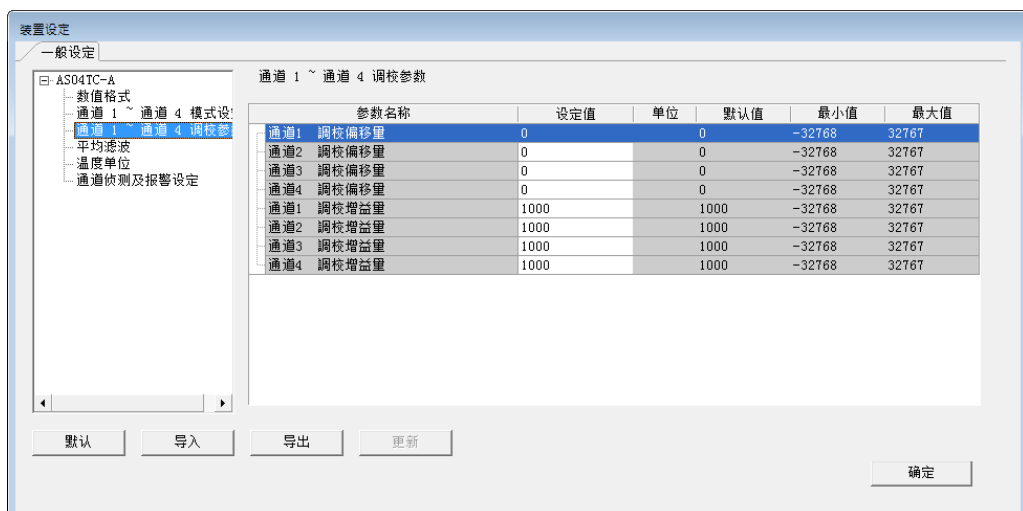 装置设定
一般设定
AS04TC-A
数值格式
通道 1 ~ 通道 4 模式设
通道 1 ~ 通道 4 调校参
平均滤波
温度单位
通道侦测及报警设定
通道 1 ~ 通道 4 调校参数
参数名称 设定值 单位 默认值 最小值 最大值
通道1 調校偏移量 0 0 -32768 32767
通道2 調校偏移量 0 0 -32768 32767
通道3 調校偏移量 0 0 -32768 32767
通道4 調校偏移量 0 0 -32768 32767
通道1 調校增益量 1000 1000 -32768 32767
通道2 調校增益量 1000 1000 -32768 32767
通道3 調校增益量 1000 1000 -32768 32767
通道4 調校增益量 1000 1000 -32768 32767
默认 导入 导出 更新
确定